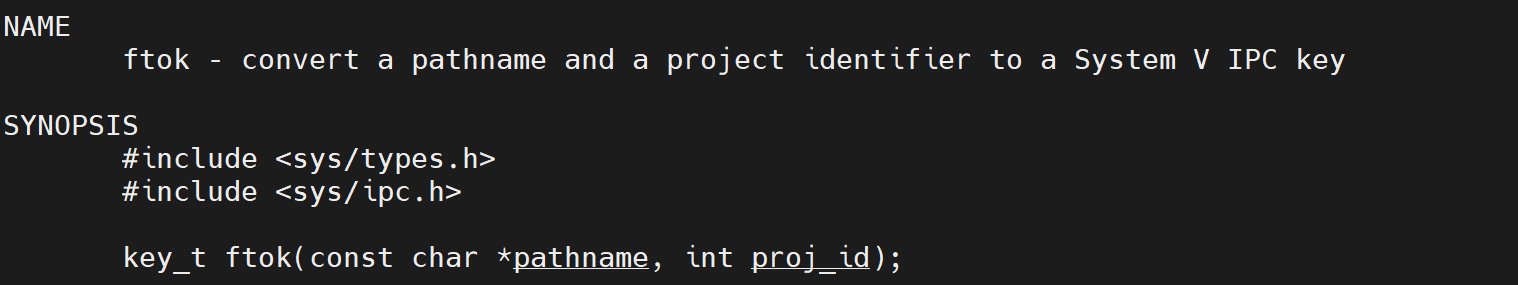 NAME
ftok - convert a pathname and a project identifier to a System V IPC key
SYNOPSIS
#include <sys/types.h>
#include <sys/ipc.h>
key_t ftok(const char *pathname, int proj_id);